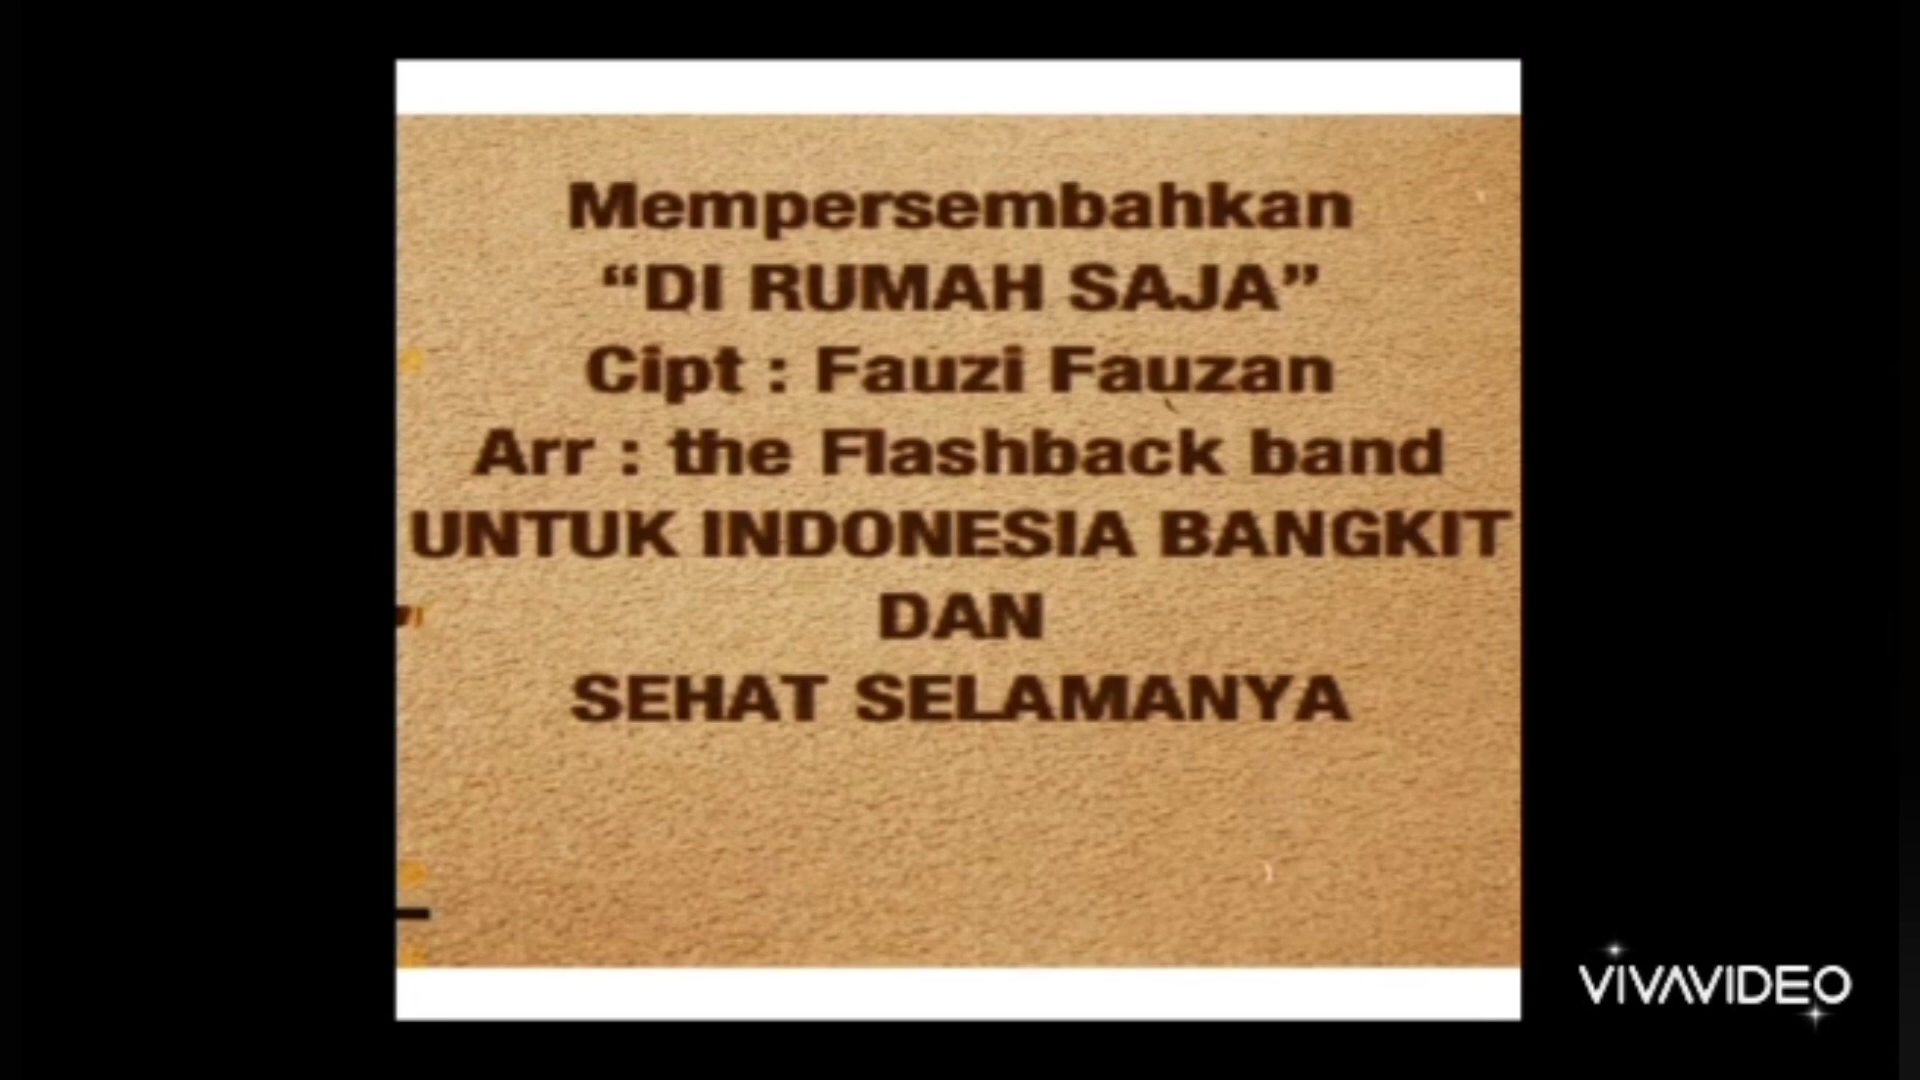 Mempersembahkan
“DI RUMAH SAJA”
Cipt : Fauzi Fauzan
Arr : the Flashback band
UNTUK INDONESIA BANGKIT
DAN
SEHAT SELAMANYA
VIVAVIDEO